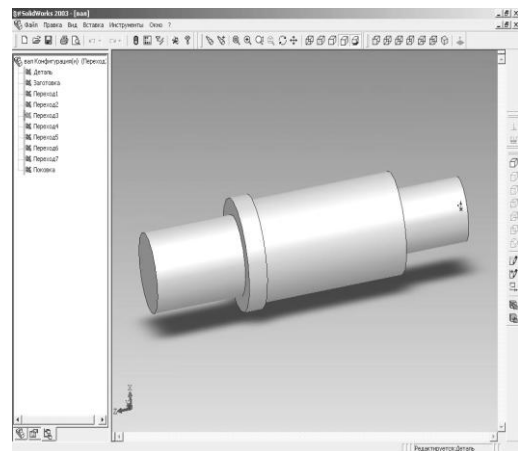 SolidWorks 2003 - [вал]
Файл Правка Вид Вставка Инструменты Окно ?
вал Конфигурация(и) (Переход:
Деталь
Заготовка
Переход1
Переход2
Переход3
Переход4
Переход5
Переход6
Переход7
Поковка
Z
Редактируется:Деталь